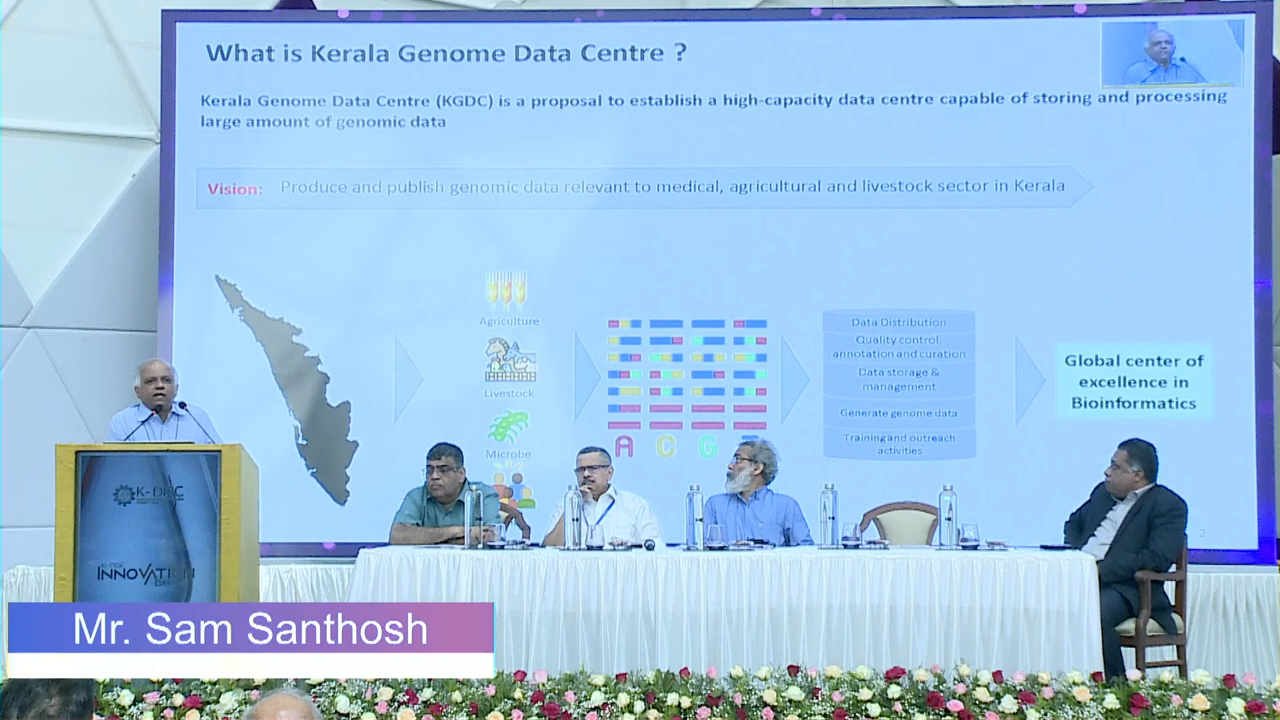 What is Kerala Genome Data Centre ?
Kerala Genome Data Centre (KGDC) is a proposal to establish a high-capacity data centre capable of storing and processing
large amount of genomic data
Vision: Produce and publish genomic data relevant to medical, agricultural and livestock sector in Kerala
Agriculture
Livestock
Microbe
A C G
Data Distribution
Quality control,
annotation and curation
Data storage &
management
Generate genome data
Training and outreach
activities
Global center of
excellence in
Bioinformatics
2
K-DISC
INNOVATION
Mr. Sam Santhosh